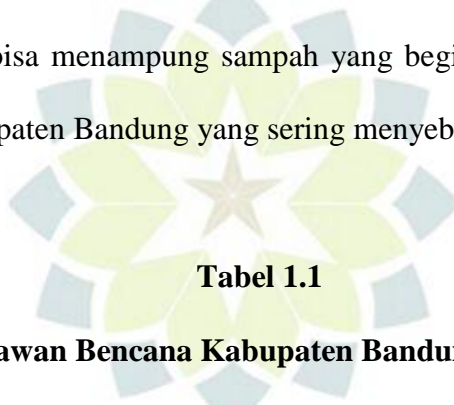 bisa menampung sampah yang begi
paten Bandung yang sering menyeb
Tabel 1.1
awan Bencana Kabupaten Bandu